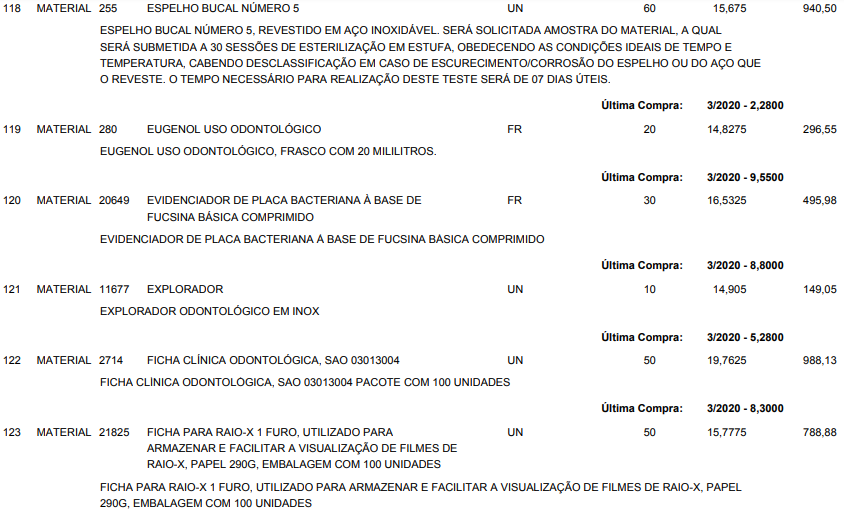 118 MATERIAL 255 ESPELHO BUCAL NÚMERO 5 UN 60 15,675 940,50
ESPELHO BUCAL NÚMERO 5, REVESTIDO EM AÇO INOXIDÁVEL. SERÁ SOLICITADA AMOSTRA DO MATERIAL, A QUAL
SERÁ SUBMETIDA A 30 SESSÕES DE ESTERILIZAÇÃO EM ESTUFA, OBEDECENDO AS CONDIÇÕES IDEAIS DE TEMPO E
TEMPERATURA, CABENDO DESCLASSIFICAÇÃO EM CASO DE ESCURECIMENTO/CORROSÃO DO ESPELHO OU DO AÇO QUE
O REVESTE. O TEMPO NECESSÁRIO PARA REALIZAÇÃO DESTE TESTE SERÁ DE 07 DIAS ÚTEIS.
Última Compra: 3/2020 - 2,2800
119 MATERIAL 280 EUGENOL USO ODONTOLÓGICO FR 20 14,8275 296,55
EUGENOL USO ODONTOLÓGICO, FRASCO COM 20 MILILITROS.
Última Compra: 3/2020 - 9,5500
120 MATERIAL 20649 EVIDENCIADOR DE PLACA BACTERIANA À BASE DE FR 30 16,5325 495,98
FUCSINA BÁSICA COMPRIMIDO
EVIDENCIADOR DE PLACA BACTERIANA À BASE DE FUCSINA BÁSICA COMPRIMIDO
Última Compra: 3/2020 - 8,8000
121 MATERIAL 11677 EXPLORADOR UN 10 14,905 149,05
EXPLORADOR ODONTOLÓGICO EM INOX
Última Compra: 3/2020 - 5,2800
122 MATERIAL 2714 FICHA CLÍNICA ODONTOLÓGICA, SAO 03013004 UN 50 19,7625 988,13
FICHA CLÍNICA ODONTOLÓGICA, SAO 03013004 PACOTE COM 100 UNIDADES
Última Compra: 3/2020 - 8,3000
123 MATERIAL 21825 FICHA PARA RAIO-X 1 FURO, UTILIZADO PARA UN 50 15,7775 788,88
ARMAZENAR E FACILITAR A VISUALIZAÇÃO DE FILMES DE
RAIO-X, PAPEL 290G, EMBALAGEM COM 100 UNIDADES
FICHA PARA RAIO-X 1 FURO, UTILIZADO PARA ARMAZENAR E FACILITAR A VISUALIZAÇÃO DE FILMES DE RAIO-X, PAPEL
290G, EMBALAGEM COM 100 UNIDADES